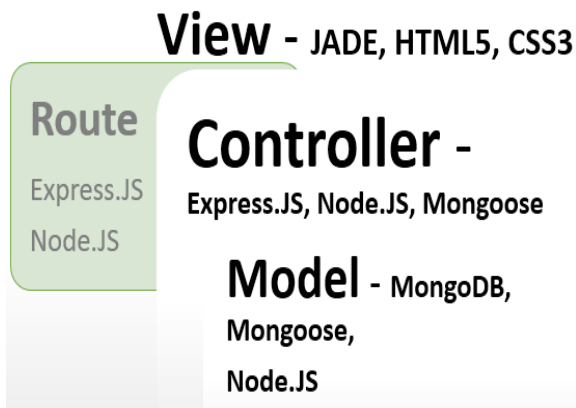 View - JADE, HTML5, CSS3
Route
Express.JS
Node.JS
Controller -
Express.JS, Node.JS, Mongoose
Model - MongoDB,
Mongoose,
Node.JS